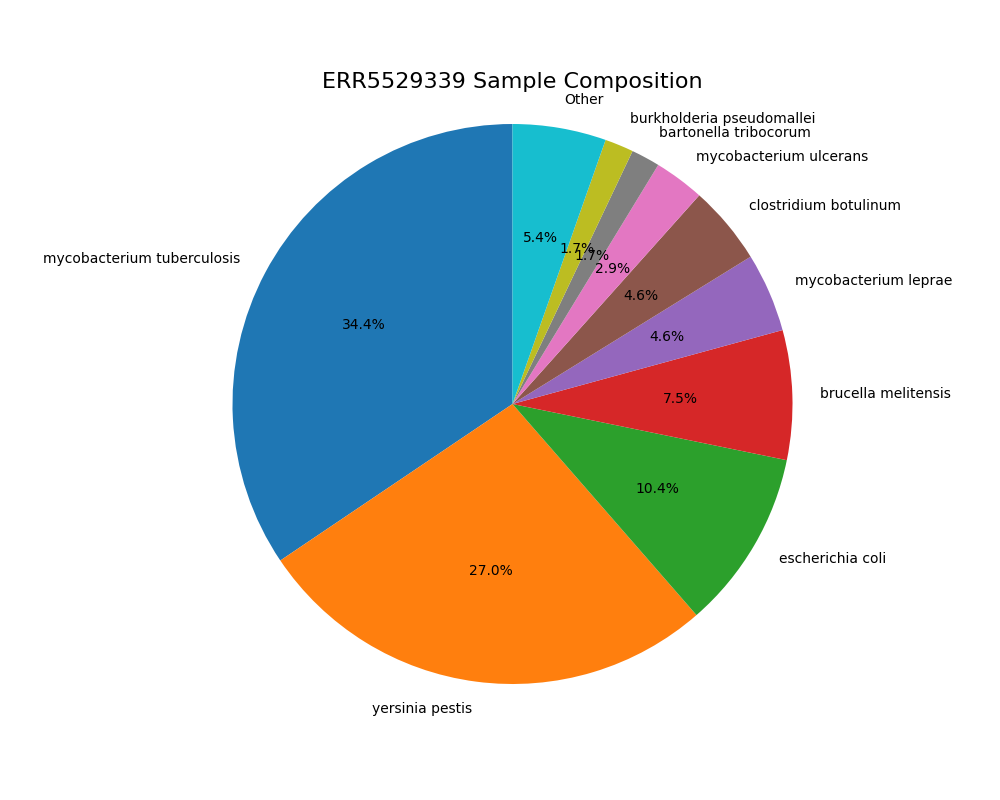 ERR5529339 Sample Composition
Other
burkholderia pseudomallei
bartonella tribocorum
mycobacterium ulcerans
clostridium botulinum
mycobacterium tuberculosis
mycobacterium leprae
brucella melitensis
escherichia coli
yersinia pestis
5.4%
1.7%
1.7%
2.9%
4.6%
4.6%
34.4%
7.5%
10.4%
27.0%